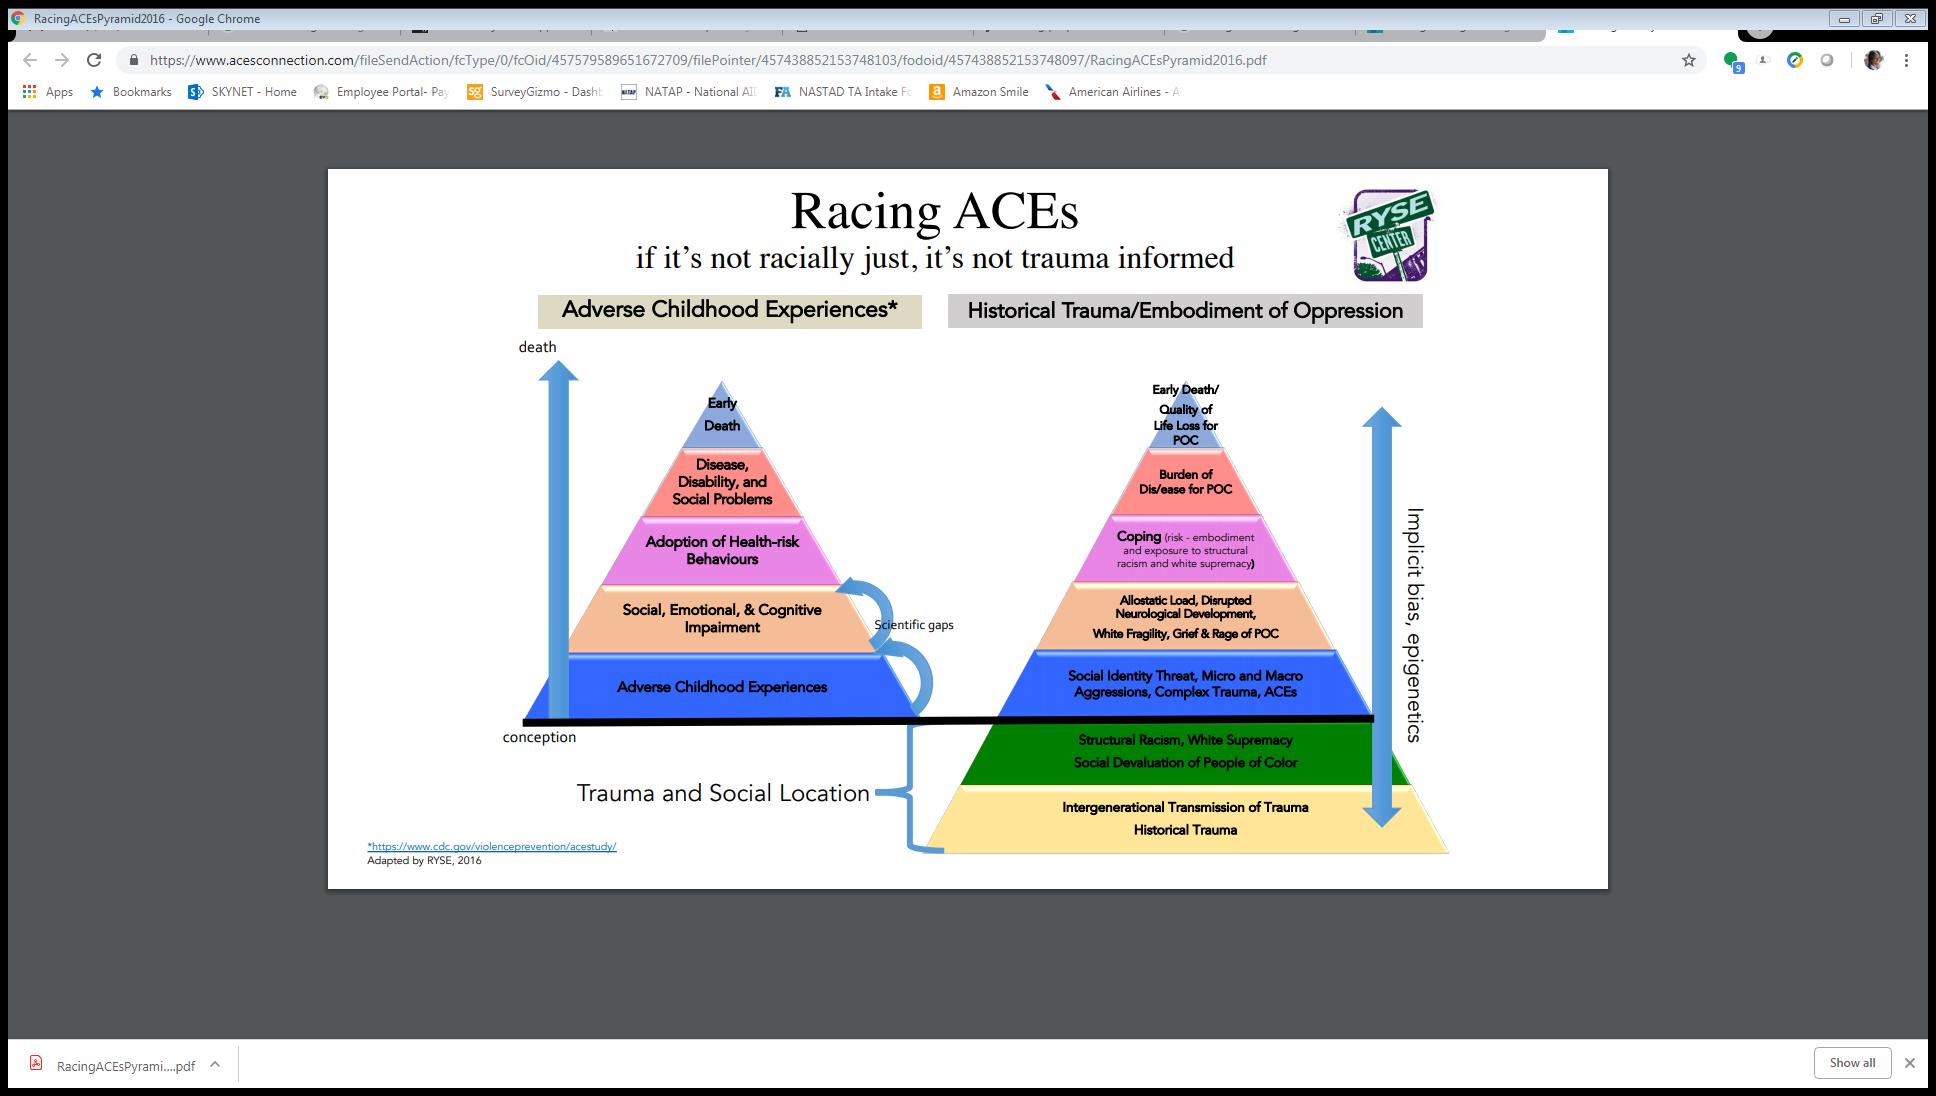 RacingACEsPyramid2016 - Google Chrome
https://www.acesconnection.com/fileSendAction/fcType/0/fcOid/457579589651672709/filePointer/457438852153748103/fodoid/457438852153748097/RacingACEsPyramid2016.pdf
9
Apps Bookmarks SKYNET - Home Employee Portal- Pay SurveyGizmo - Dashb NATAP - National AI NASTAD TA Intake Fo Amazon Smile American Airlines - A
Racing ACEs
if it's not racially just, it's not trauma informed
RYSE
CENTER
Adverse Childhood Experiences*
death
Early
Death
Disease,
Disability, and
Social Problems
Adoption of Health-risk
Behaviours
Social, Emotional, & Cognitive
Impairment
Scientific gaps
Adverse Childhood Experiences
conception
Historical Trauma/Embodiment of Oppression
Early Death/
Quality of
Life Loss for
POC
Burden of
Dis/ease for POC
Coping (risk - embodiment
and exposure to structural
racism and white supremacy)
Allostatic Load, Disrupted
Neurological Development,
White Fragility, Grief & Rage of POC
Social Identity Threat, Micro and Macro
Aggressions, Complex Trauma, ACEs
Structural Racism, White Supremacy
Social Devaluation of People of Color
Intergenerational Transmission of Trauma
Historical Trauma
Implicit bias, epigenetics
Trauma and Social Location
*https://www.cdc.gov/violenceprevention/acestudy/
Adapted by RYSE, 2016
RacingACEsPyrami....pdf
Show all